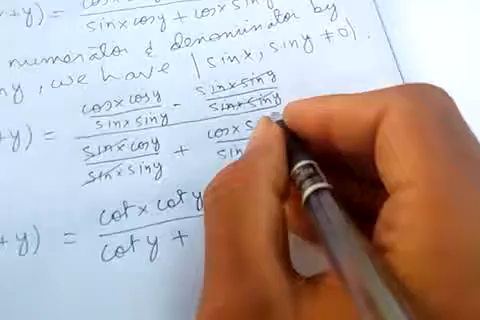 +y) = cosx cosy / sinx cosy + cosx sin
numerator & denominator by
ny, we have | sinx, siny ≠ 0).
+y) = cosx cosy / sinx siny - sinx siny / sinx siny
sinx cosy / sinx siny + cosx s / sin
+ y) = cotx coty / coty +